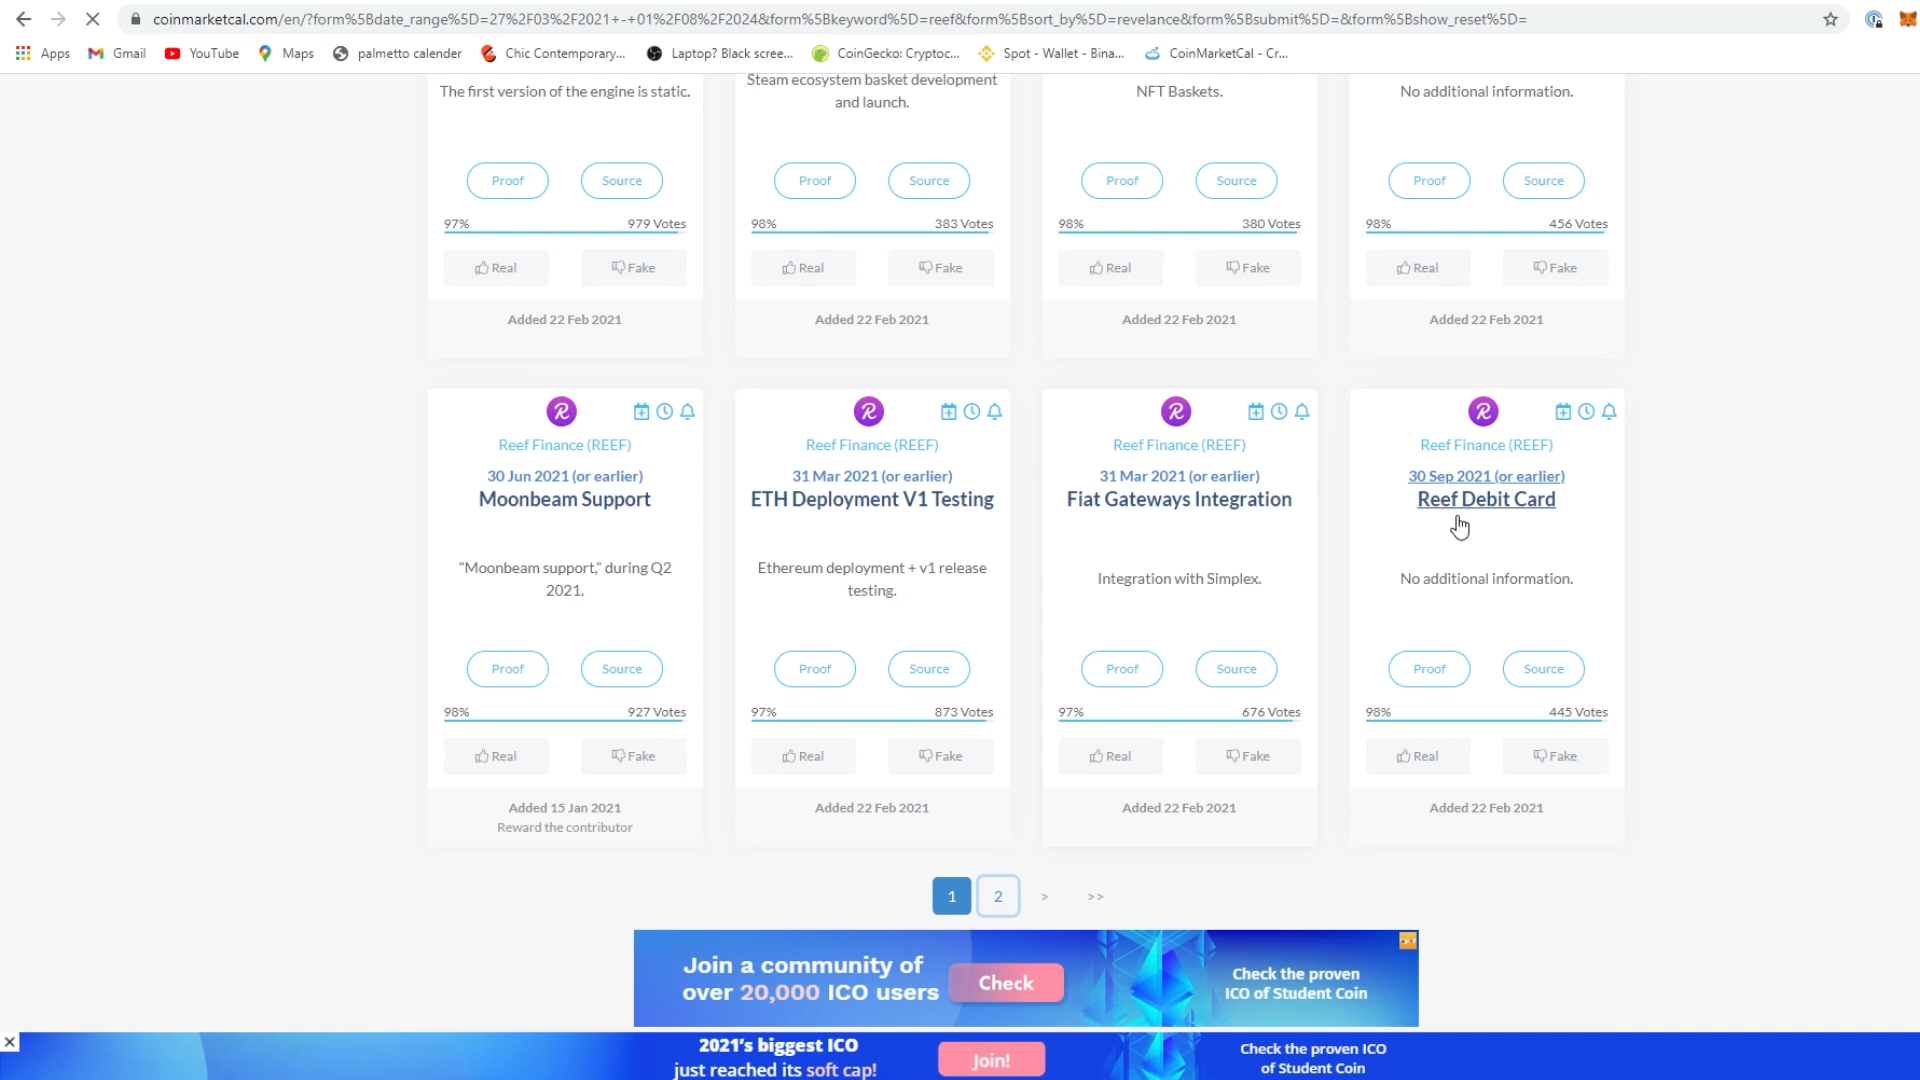 coinmarketcal.com/en/?form%5Bdate_range%5D=27%2F03%2F2021+-+01%2F08%2F2024&form%5Bkeyword%5D=reef&form%5Bsort_by%5D=revelance&form%5Bsubmit%5D=&form%5Bshow_reset%5D=
Apps Gmail YouTube Maps palmetto calender Chic Contemporary... Laptop? Black scree... CoinGecko: Cryptoc... Spot - Wallet - Bina... CoinMarketCal - Cr...
The first version of the engine is static.
Steam ecosystem basket development
and launch.
NFT Baskets.
No additional information.
Proof Source Proof Source Proof Source Proof Source
97% 979 Votes 98% 383 Votes 98% 380 Votes 98% 456 Votes
Real Fake Real Fake Real Fake Real Fake
Added 22 Feb 2021 Added 22 Feb 2021 Added 22 Feb 2021 Added 22 Feb 2021
Reef Finance (REEF) Reef Finance (REEF) Reef Finance (REEF) Reef Finance (REEF)
30 Jun 2021 (or earlier) 31 Mar 2021 (or earlier) 31 Mar 2021 (or earlier) 30 Sep 2021 (or earlier)
Moonbeam Support ETH Deployment V1 Testing Fiat Gateways Integration Reef Debit Card
"Moonbeam support," during Q2
2021.
Ethereum deployment + v1 release
testing.
Integration with Simplex.
No additional information.
Proof Source Proof Source Proof Source Proof Source
98% 927 Votes 97% 873 Votes 97% 676 Votes 98% 445 Votes
Real Fake Real Fake Real Fake Real Fake
Added 15 Jan 2021 Added 22 Feb 2021 Added 22 Feb 2021 Added 22 Feb 2021
Reward the contributor
1 2 > >>
Join a community of
over 20,000 ICO users
Check
Check the proven
ICO of Student Coin
2021's biggest ICO
just reached its soft cap!
Join!
Check the proven ICO
of Student Coin